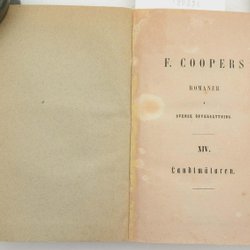 F. COOPERS
ROMANER
I
SVENSK ÖFVERSÄTTNING.
XIV.
Landtmätaren.